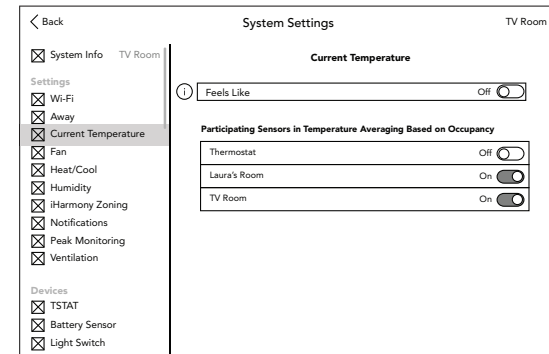 Back
System Settings
TV Room
System Info TV Room
Settings
Wi-Fi
Away
Current Temperature
Fan
Heat/Cool
Humidity
iHarmony Zoning
Notifications
Peak Monitoring
Ventilation
Devices
TSTAT
Battery Sensor
Light Switch
Current Temperature
i
Feels Like Off
Participating Sensors in Temperature Averaging Based on Occupancy
Thermostat Off
Laura's Room On
TV Room On